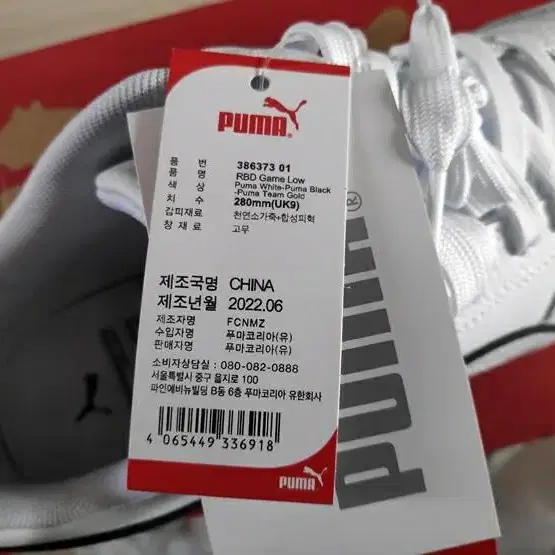 PUMA
품 번 386373 01
품 명 RBD Game Low
색 상 Puma White-Puma Black
-Puma Team Gold
치 수 280mm(UK9)
갑피재료 천연소가죽+합성피혁
창 재 료 고무
제조국명 CHINA
제조년월 2022.06
제조자명 FCNMZ
수입자명 푸마코리아(유)
판매자명 푸마코리아(유)
소비자상담실 : 080-082-0888
서울특별시 중구 을지로 100
파인에비뉴빌딩 B동 6층 푸마코리아 유한회사
4 065449 336918
PUMA
PUMA®